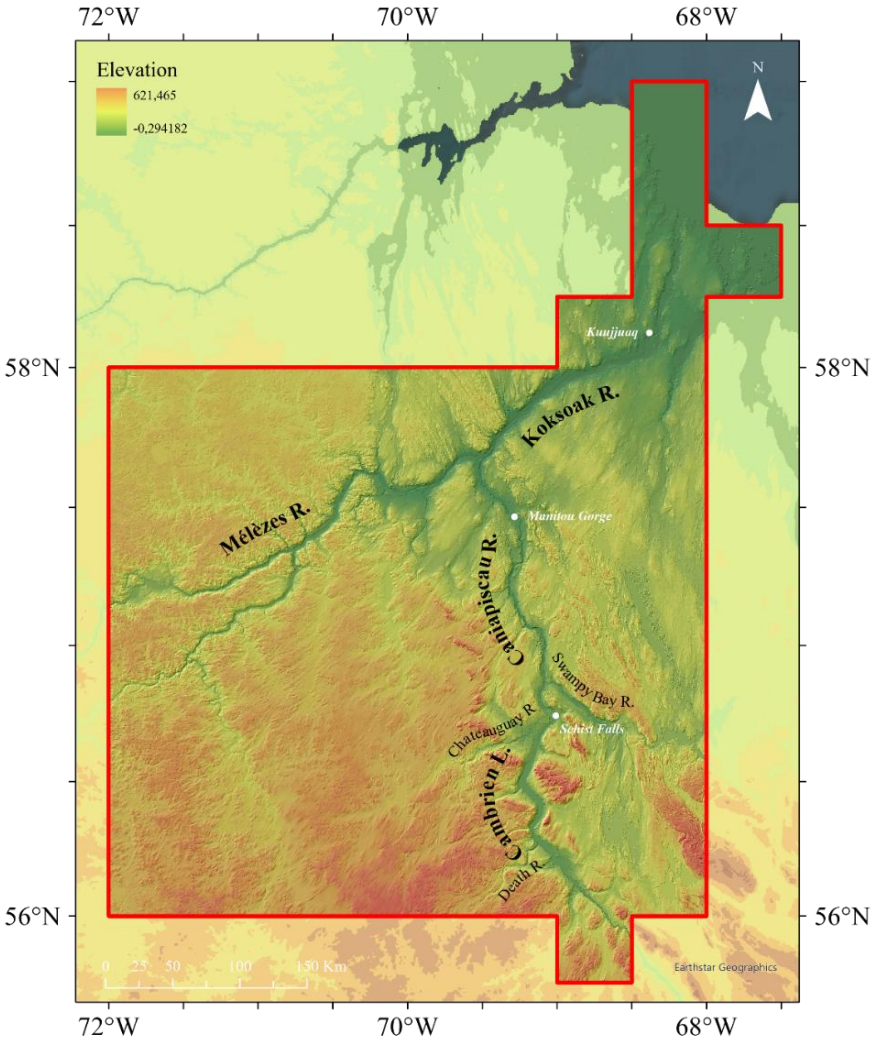 72°W 70°W 68°W
Elevation
621,465
-0,294182
N
Kuujjuaq
58°N 58°N
Koksoak R.
Mélèzes R.
Manitou Gorge
Caniapiscau R.
Swampy Bay R.
Chateauguay R
Schist Falls
Cambrien L.
Death R.
56°N 56°N
0 25 50 100 150 Km
Earthstar Geographics
72°W 70°W 68°W